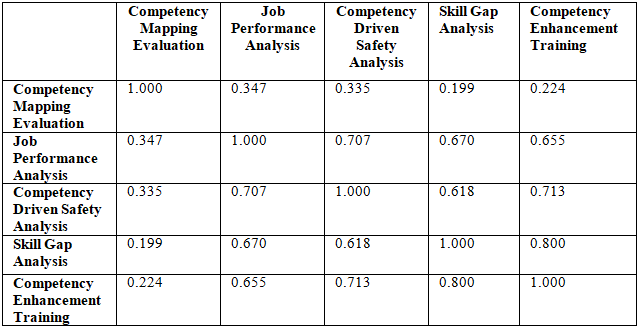 Competency Mapping Evaluation | Job Performance Analysis | Competency Driven Safety Analysis | Skill Gap Analysis | Competency Enhancement Training
Competency Mapping Evaluation | 1.000 | 0.347 | 0.335 | 0.199 | 0.224
Job Performance Analysis | 0.347 | 1.000 | 0.707 | 0.670 | 0.655
Competency Driven Safety Analysis | 0.335 | 0.707 | 1.000 | 0.618 | 0.713
Skill Gap Analysis | 0.199 | 0.670 | 0.618 | 1.000 | 0.800
Competency Enhancement Training | 0.224 | 0.655 | 0.713 | 0.800 | 1.000